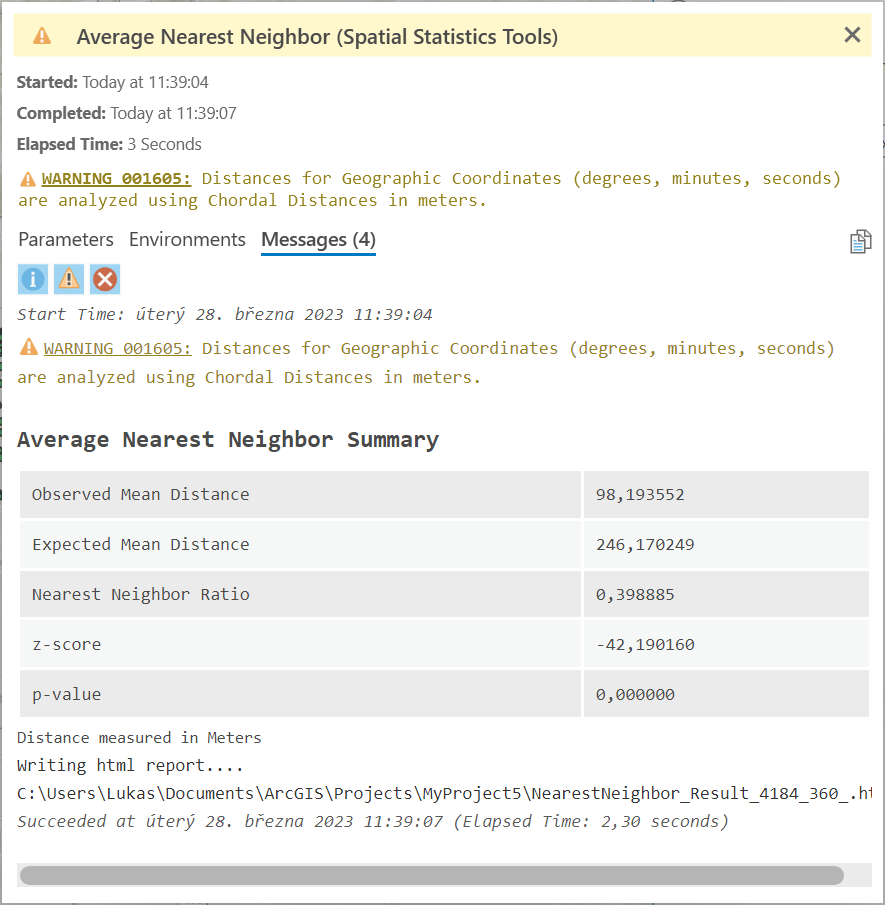 Average Nearest Neighbor (Spatial Statistics Tools)
Started: Today at 11:39:04
Completed: Today at 11:39:07
Elapsed Time: 3 Seconds
WARNING 001605: Distances for Geographic Coordinates (degrees, minutes, seconds)
are analyzed using Chordal Distances in meters.
Parameters Environments Messages (4)
Start Time: úterý 28. března 2023 11:39:04
WARNING 001605: Distances for Geographic Coordinates (degrees, minutes, seconds)
are analyzed using Chordal Distances in meters.
Average Nearest Neighbor Summary
Observed Mean Distance 98,193552
Expected Mean Distance 246,170249
Nearest Neighbor Ratio 0,398885
z-score -42,190160
p-value 0,000000
Distance measured in Meters
Writing html report....
C:\Users\Lukas\Documents\ArcGIS\Projects\MyProject5\NearestNeighbor_Result_4184_360_.ht
Succeeded at úterý 28. března 2023 11:39:07 (Elapsed Time: 2,30 seconds)